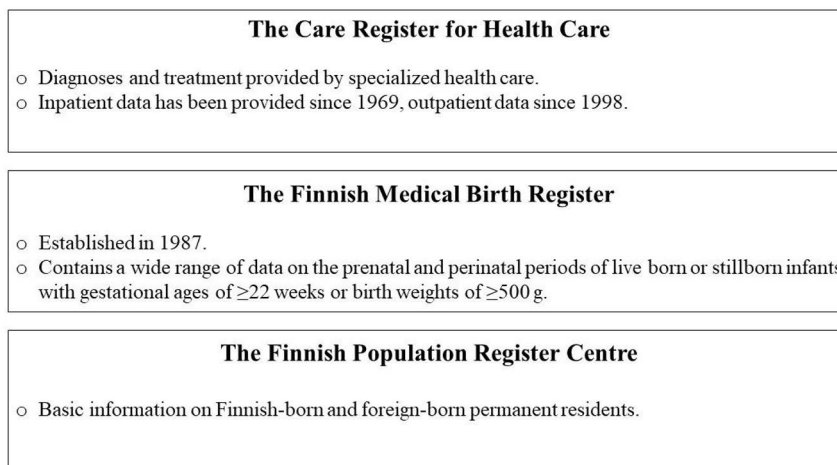 The Care Register for Health Care
o Diagnoses and treatment provided by specialized health care.
o Inpatient data has been provided since 1969, outpatient data since 1998.
The Finnish Medical Birth Register
o Established in 1987.
o Contains a wide range of data on the prenatal and perinatal periods of live born or stillborn infants
with gestational ages of ≥22 weeks or birth weights of ≥500 g.
The Finnish Population Register Centre
o Basic information on Finnish-born and foreign-born permanent residents.